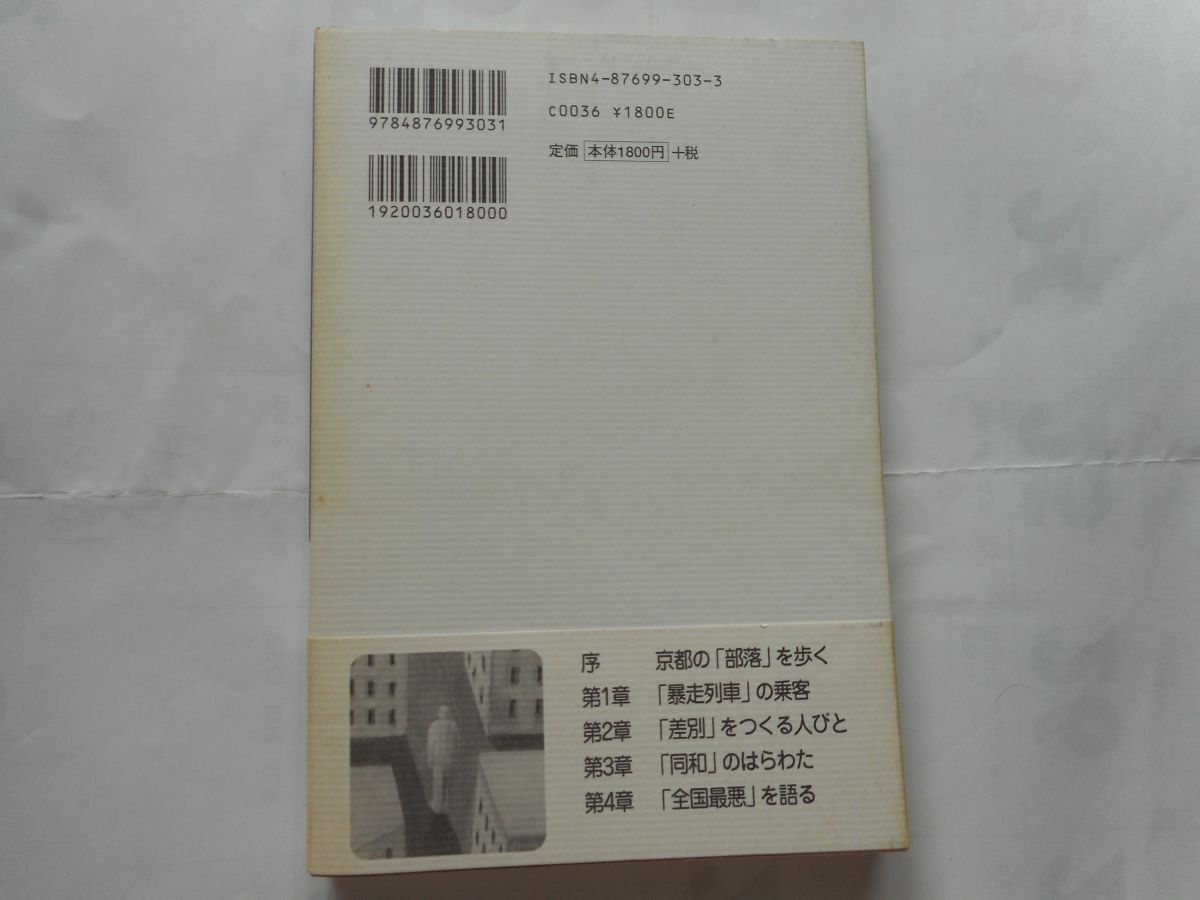 9784876993031
ISBN4-87699-303-3
C0036 ¥1800E
定価 本体1800円 +税
1920036018000
序 京都の「部落」を歩く
第1章 「暴走列車」の乗客
第2章 「差別」をつくる人びと
第3章 「同和」のはらわた
第4章 「全国最悪」を語る